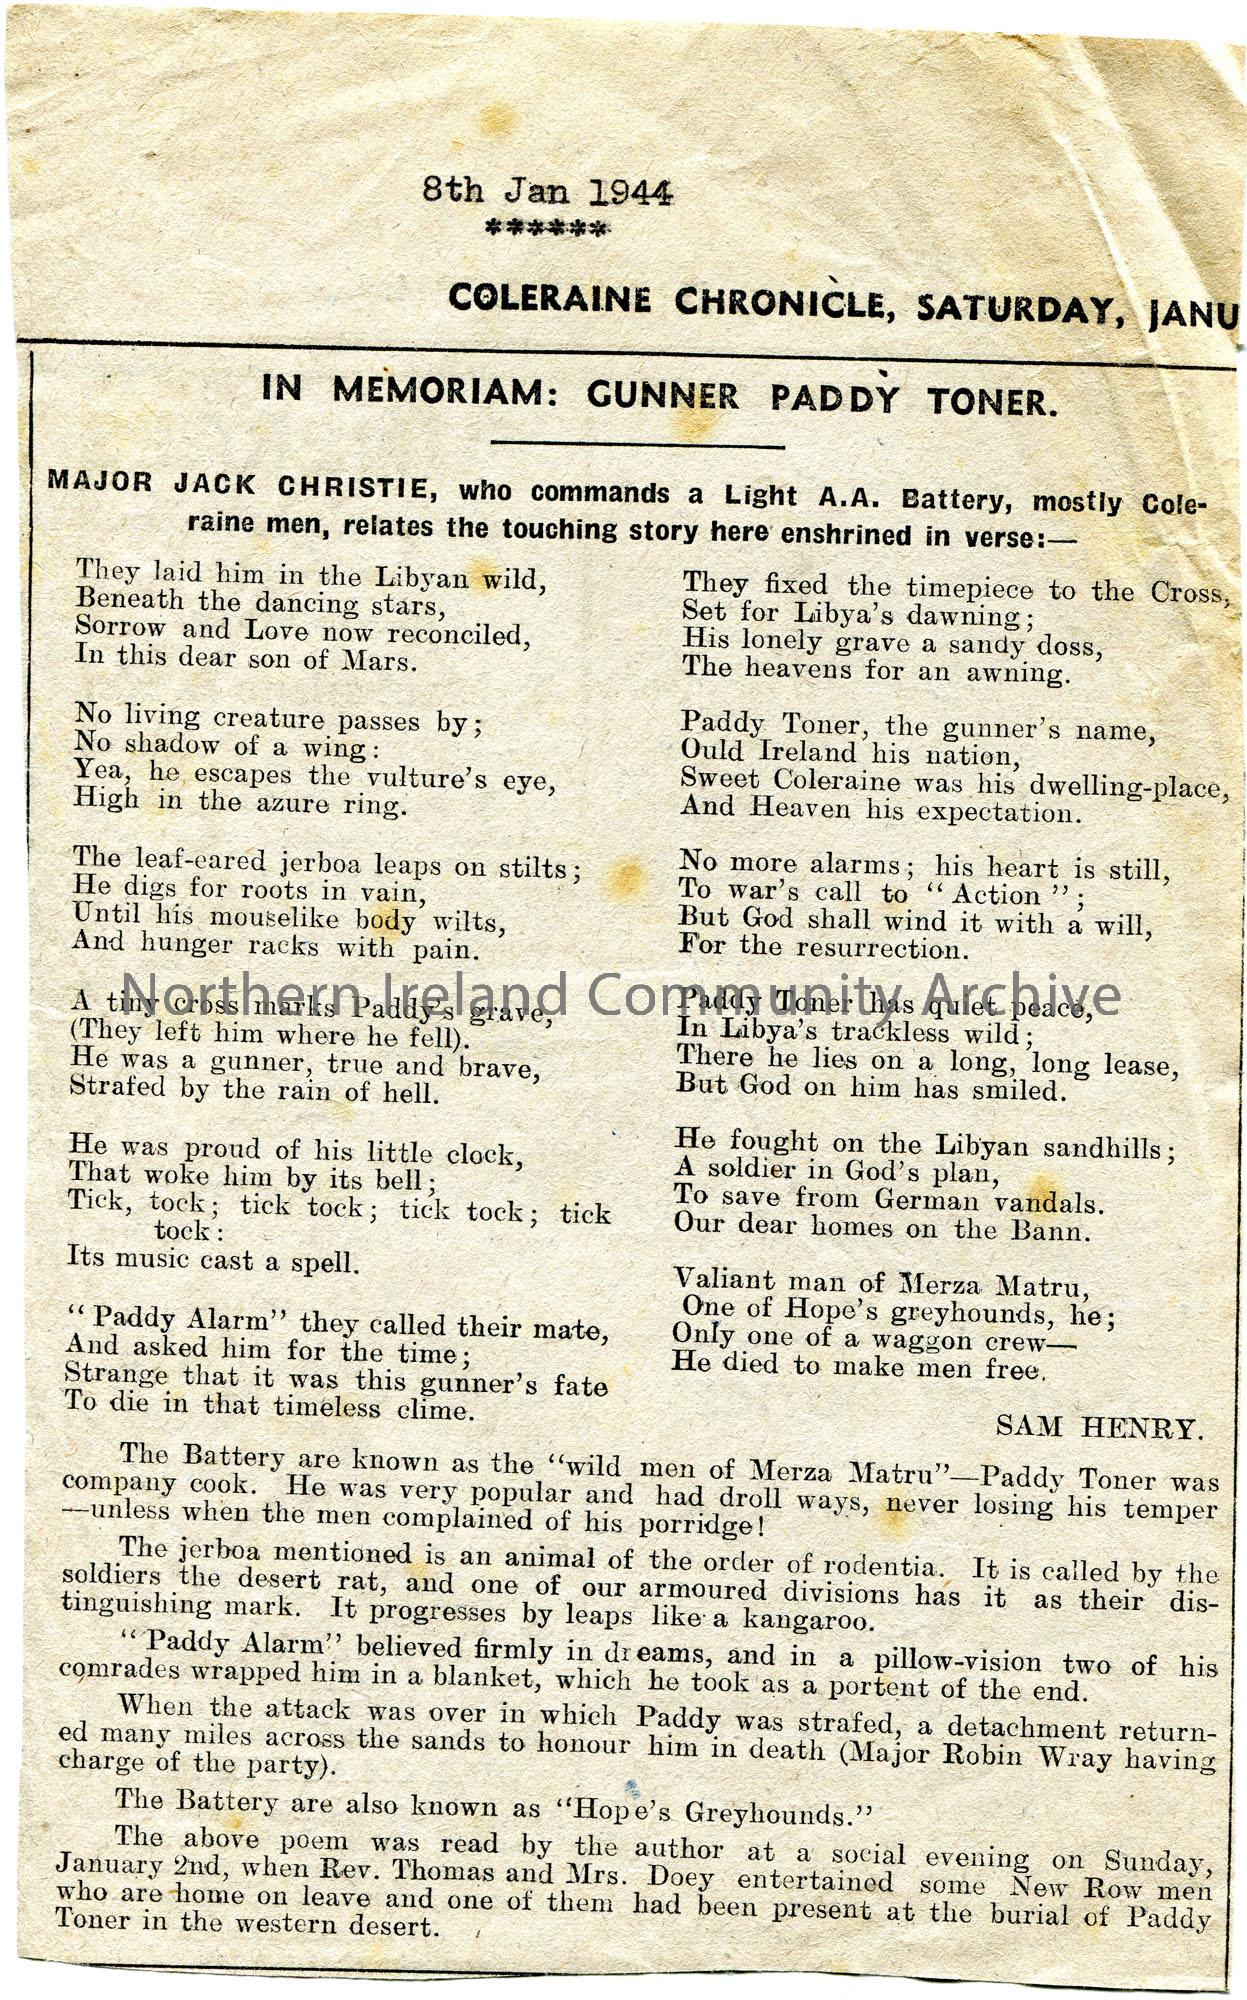 8th Jan 1944
******
COLERAINE CHRONICLE, SATURDAY, JANU
IN MEMORIAM: GUNNER PADDY TONER.
MAJOR JACK CHRISTIE, who commands a Light A.A. Battery, mostly Cole-
raine men, relates the touching story here enshrined in verse:—
They laid him in the Libyan wild,
Beneath the dancing stars,
Sorrow and Love now reconciled,
In this dear son of Mars.
No living creature passes by;
No shadow of a wing:
Yea, he escapes the vulture's eye,
High in the azure ring.
The leaf-eared jerboa leaps on stilts;
He digs for roots in vain,
Until his mouselike body wilts,
And hunger racks with pain.
A tiny cross marks Paddy's grave,
(They left him where he fell).
He was a gunner, true and brave,
Strafed by the rain of hell.
He was proud of his little clock,
That woke him by its bell;
Tick, tock; tick tock; tick tock; tick
tock:
Its music cast a spell.
"Paddy Alarm" they called their mate,
And asked him for the time;
Strange that it was this gunner's fate
To die in that timeless clime.
They fixed the timepiece to the Cross,
Set for Libya's dawning;
His lonely grave a sandy doss,
The heavens for an awning.
Paddy Toner, the gunner's name,
Ould Ireland his nation,
Sweet Coleraine was his dwelling-place,
And Heaven his expectation.
No more alarms; his heart is still,
To war's call to "Action";
But God shall wind it with a will,
For the resurrection.
Paddy Toner has quiet peace,
In Libya's trackless wild;
There he lies on a long, long lease,
But God on him has smiled.
He fought on the Libyan sandhills;
A soldier in God's plan,
To save from German vandals.
Our dear homes on the Bann.
Valiant man of Merza Matru,
One of Hope's greyhounds, he;
Only one of a waggon crew—
He died to make men free.
SAM HENRY.
The Battery are known as the "wild men of Merza Matru"—Paddy Toner was
company cook. He was very popular and had droll ways, never losing his temper
—unless when the men complained of his porridge!
The jerboa mentioned is an animal of the order of rodentia. It is called by the
soldiers the desert rat, and one of our armoured divisions has it as their dis-
tinguishing mark. It progresses by leaps like a kangaroo.
"Paddy Alarm" believed firmly in dreams, and in a pillow-vision two of his
comrades wrapped him in a blanket, which he took as a portent of the end.
When the attack was over in which Paddy was strafed, a detachment return-
ed many miles across the sands to honour him in death (Major Robin Wray having
charge of the party).
The Battery are also known as "Hope's Greyhounds."
The above poem was read by the author at a social evening on Sunday,
January 2nd, when Rev. Thomas and Mrs. Doey entertained some New Row men
who are home on leave and one of them had been present at the burial of Paddy
Toner in the western desert.
Northern Ireland Community Archive